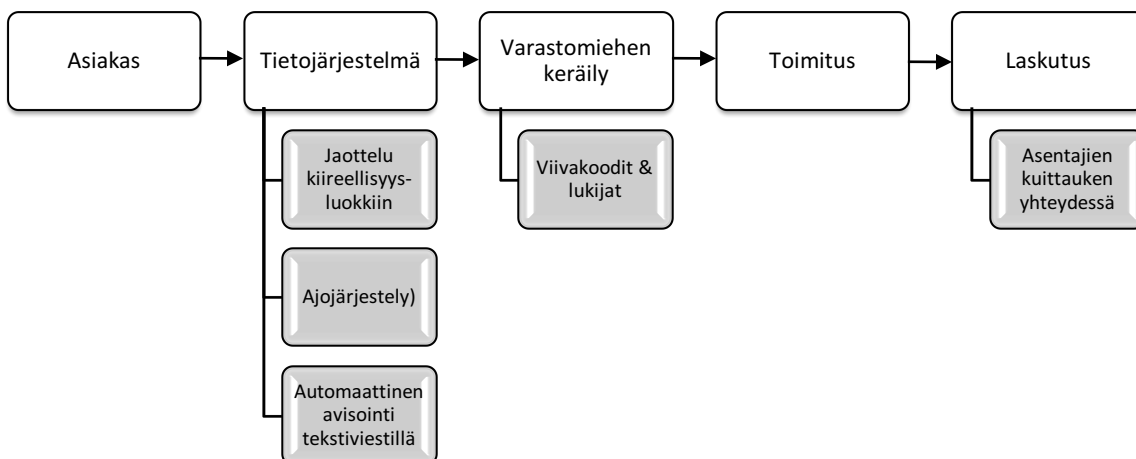 Asiakas
Tietojärjestelmä
Varastomiehen
keräily
Toimitus
Laskutus
Jaottelu
kiireellisyys-
luokkiin
Viivakoodit &
lukijat
Asentajien
kuittauken
yhteydessä
Ajojärjestely)
Automaattinen
avisointi
tekstiviestillä